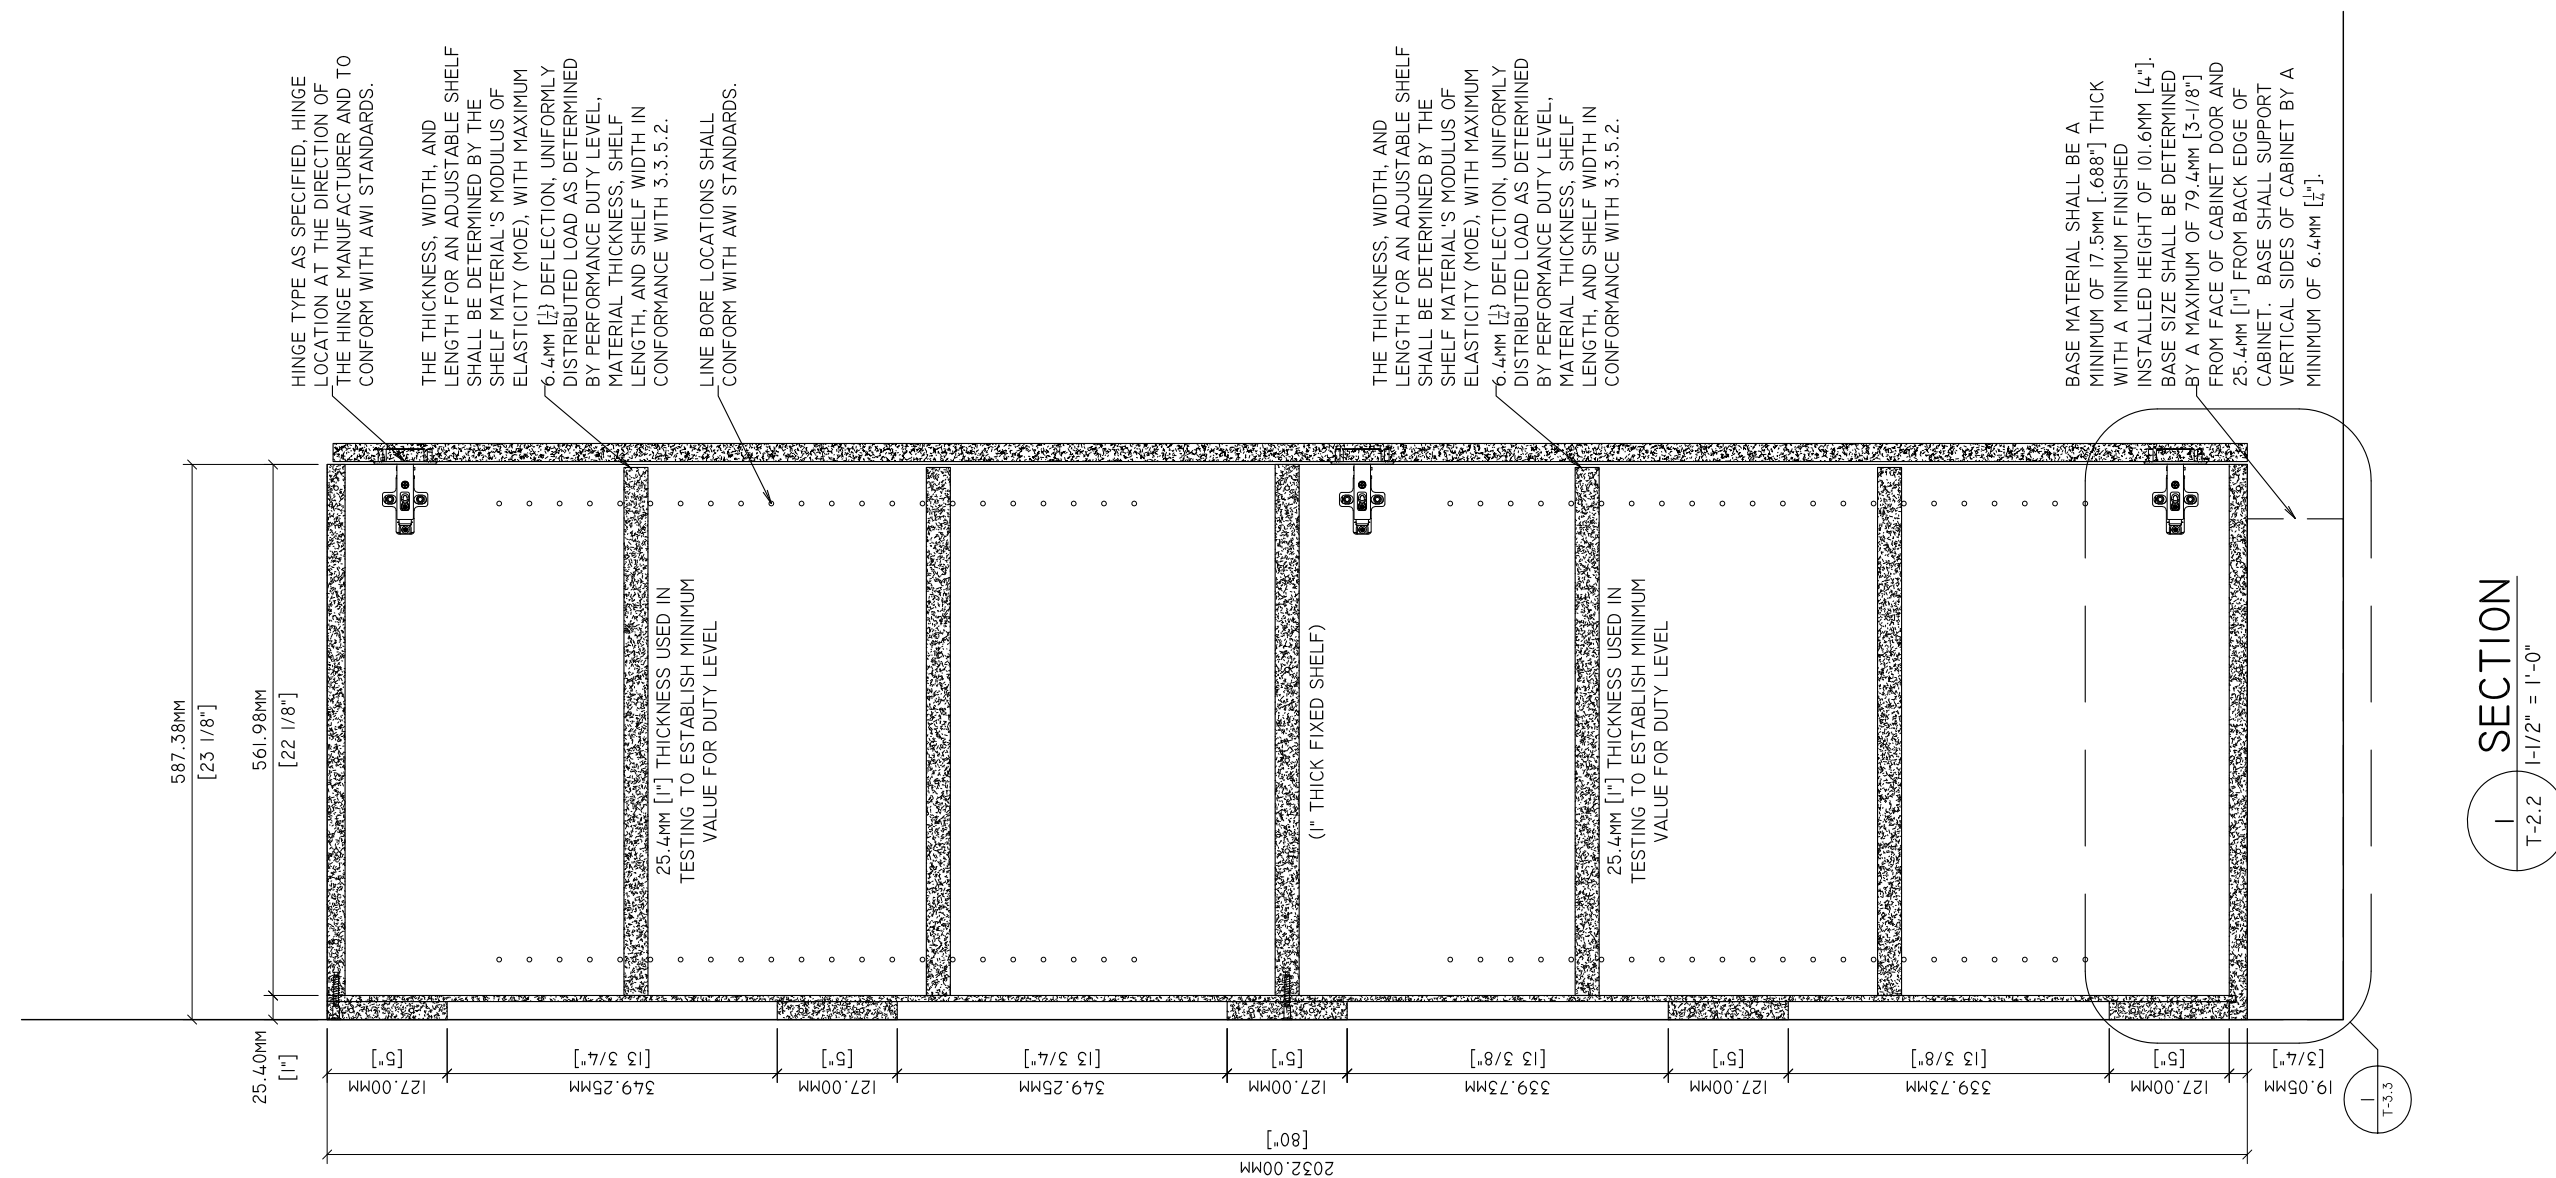 587.38MM
[23 1/8"]
561.98MM
[22 1/8"]
25.40MM
[1"]
HINGE TYPE AS SPECIFIED, HINGE
LOCATION AT THE DIRECTION OF
THE HINGE MANUFACTURER AND TO
CONFORM WITH AWI STANDARDS.
THE THICKNESS, WIDTH, AND
LENGTH FOR AN ADJUSTABLE SHELF
SHALL BE DETERMINED BY THE
SHELF MATERIAL'S MODULUS OF
ELASTICITY (MOE), WITH MAXIMUM
6.4MM [1/4"} DEFLECTION, UNIFORMLY
DISTRIBUTED LOAD AS DETERMINED
BY PERFORMANCE DUTY LEVEL,
MATERIAL THICKNESS, SHELF
LENGTH, AND SHELF WIDTH IN
CONFORMANCE WITH 3.3.5.2.
LINE BORE LOCATIONS SHALL
CONFORM WITH AWI STANDARDS.
25.4MM [1"] THICKNESS USED IN
TESTING TO ESTABLISH MINIMUM
VALUE FOR DUTY LEVEL
(1" THICK FIXED SHELF)
THE THICKNESS, WIDTH, AND
LENGTH FOR AN ADJUSTABLE SHELF
SHALL BE DETERMINED BY THE
SHELF MATERIAL'S MODULUS OF
ELASTICITY (MOE), WITH MAXIMUM
6.4MM [1/4"} DEFLECTION, UNIFORMLY
DISTRIBUTED LOAD AS DETERMINED
BY PERFORMANCE DUTY LEVEL,
MATERIAL THICKNESS, SHELF
LENGTH, AND SHELF WIDTH IN
CONFORMANCE WITH 3.3.5.2.
25.4MM [1"] THICKNESS USED IN
TESTING TO ESTABLISH MINIMUM
VALUE FOR DUTY LEVEL
BASE MATERIAL SHALL BE A
MINIMUM OF 17.5MM [.688"] THICK
WITH A MINIMUM FINISHED
INSTALLED HEIGHT OF 101.6MM [4"].
BASE SIZE SHALL BE DETERMINED
BY A MAXIMUM OF 79.4MM [3-1/8"]
FROM FACE OF CABINET DOOR AND
25.4MM [1"] FROM BACK EDGE OF
CABINET. BASE SHALL SUPPORT
VERTICAL SIDES OF CABINET BY A
MINIMUM OF 6.4MM [1/4"].
127.00MM
[5"]
349.25MM
[13 3/4"]
127.00MM
[5"]
349.25MM
[13 3/4"]
127.00MM
[5"]
339.73MM
[13 3/8"]
127.00MM
[5"]
339.73MM
[13 3/8"]
127.00MM
[5"]
19.05MM
[3/4"]
2032.00MM
[80"]
1
T-3.3
1
T-2.2
SECTION
1-1/2" = 1'-0"